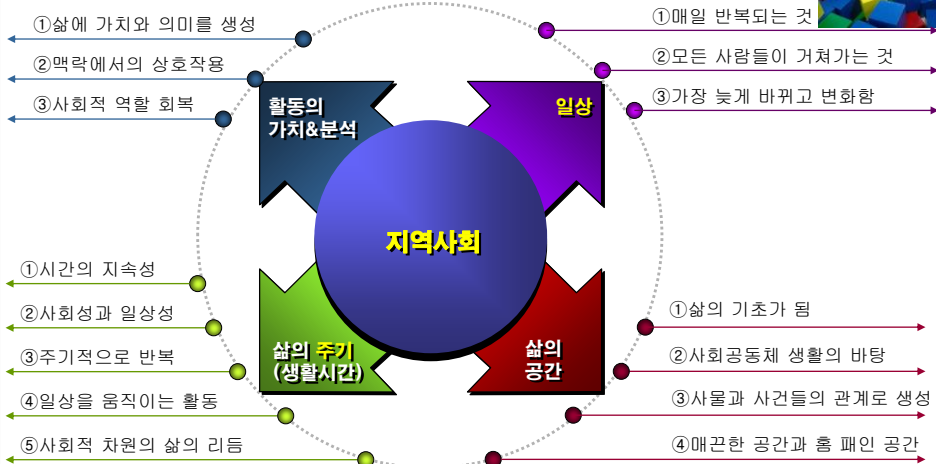 ①삶에 가치와 의미를 생성
②맥락에서의 상호작용
③사회적 역할 회복
활동의
가치&분석
①매일 반복되는 것
②모든 사람들이 거쳐가는 것
③가장 늦게 바뀌고 변화함
일상
지역사회
①시간의 지속성
②사회성과 일상성
③주기적으로 반복
④일상을 움직이는 활동
⑤사회적 차원의 삶의 리듬
삶의 주기
(생활시간)
삶의
공간
①삶의 기초가 됨
②사회공동체 생활의 바탕
③사물과 사건들의 관계로 생성
④매끈한 공간과 홈 패인 공간